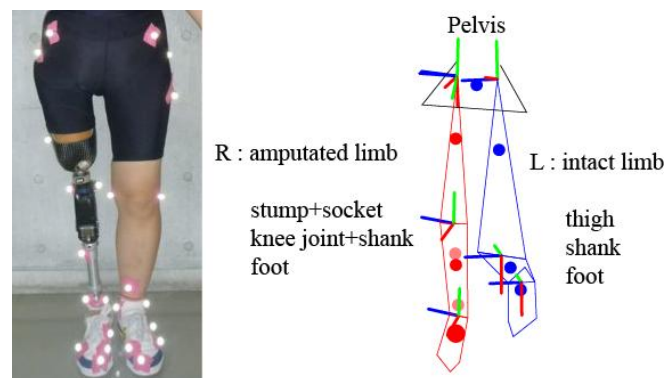 Pelvis
R : amputated limb
L : intact limb
stump+socket
knee joint+shank
foot
thigh
shank
foot